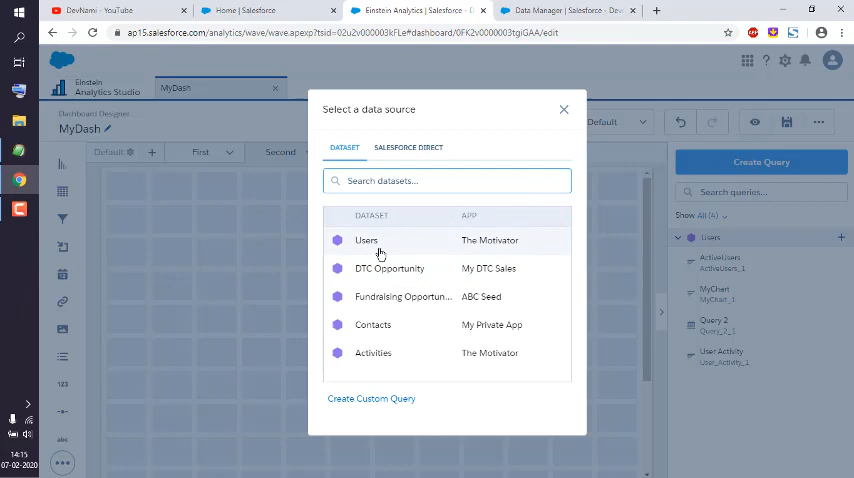 DevNami - YouTube
Home | Salesforce
Einstein Analytics | Salesforce - D
Data Manager | Salesforce - Dev
ap15.salesforce.com/analytics/wave/wave.apexp?tsid=02u2v000003kFLe#dashboard/0FK2v0000003tgiGAA/edit
Einstein
Analytics Studio
MyDash
Dashboard Designer
MyDash
Default
Default
First
Second
Select a data source
DATASET
SALESFORCE DIRECT
Search datasets...
DATASET
APP
Users
The Motivator
DTC Opportunity
My DTC Sales
Fundraising Opportun...
ABC Seed
Contacts
My Private App
Activities
The Motivator
Create Custom Query
Create Query
Search queries...
Show All (4)
Users
ActiveUsers
ActiveUsers_1
MyChart
MyChart_1
Query 2
Query_2_1
User Activity
User_Activity_1
123
abc
14:15
07-02-2020